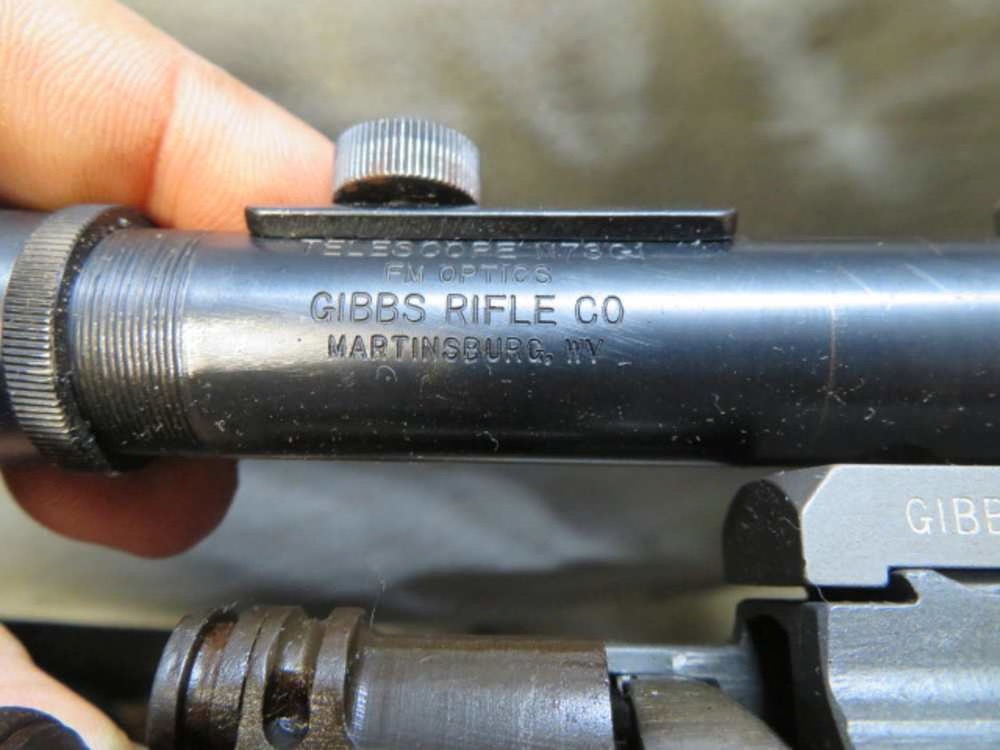 TELESCOPE M73G1
FM OPTICS
GIBBS RIFLE CO
MARTINSBURG, WV
GIBB